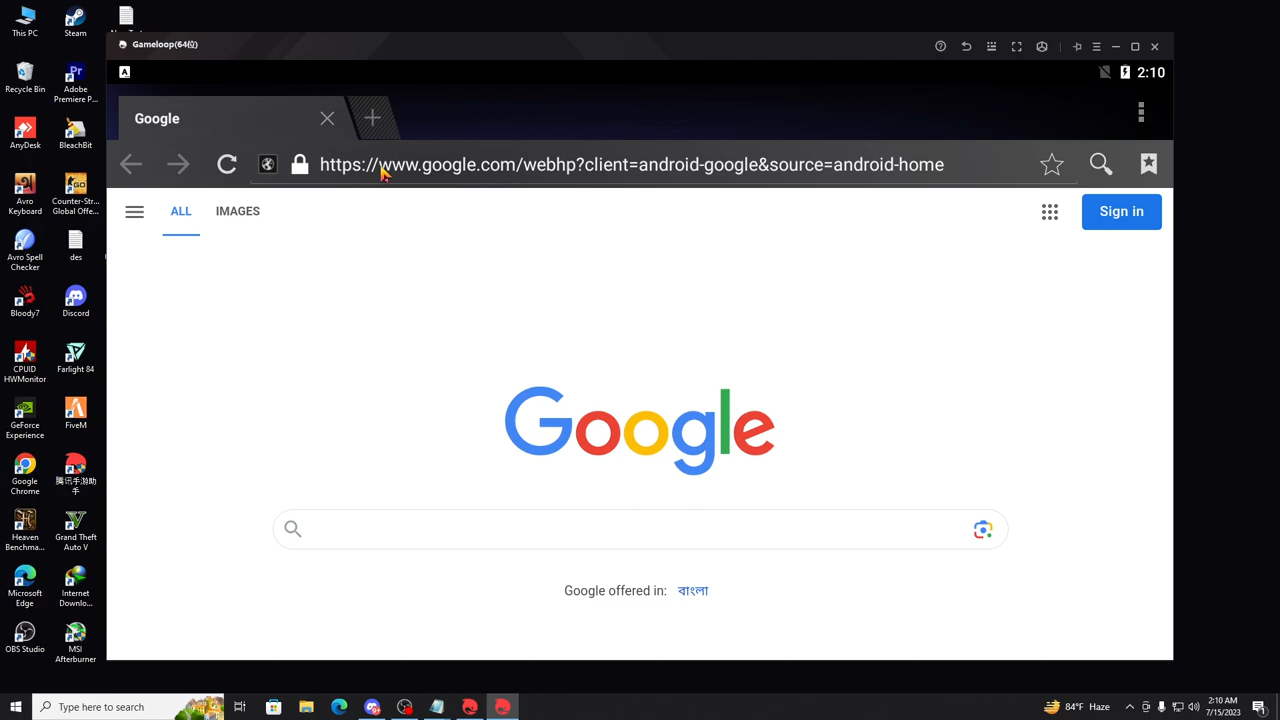 This PC
Steam
Recycle Bin
Adobe
Premiere P...
AnyDesk
BleachBit
Avro
Keyboard
Counter-Str...
Global Offe...
Avro Spell
Checker
des
Bloody7
Discord
CPUID
HWMonitor
Farlight 84
GeForce
Experience
FiveM
Google
Chrome
腾讯手游助
手
Heaven
Benchma...
Grand Theft
Auto V
Microsoft
Edge
Internet
Downlo...
OBS Studio
MSI
Afterburner
Gameloop(64位)
A
2:10
Google
https://www.google.com/webhp?client=android-google&source=android-home
ALL
IMAGES
Sign in
Google
Google offered in: বাংলা
Type here to search
84°F Haze
2:10 AM
7/15/2023
1